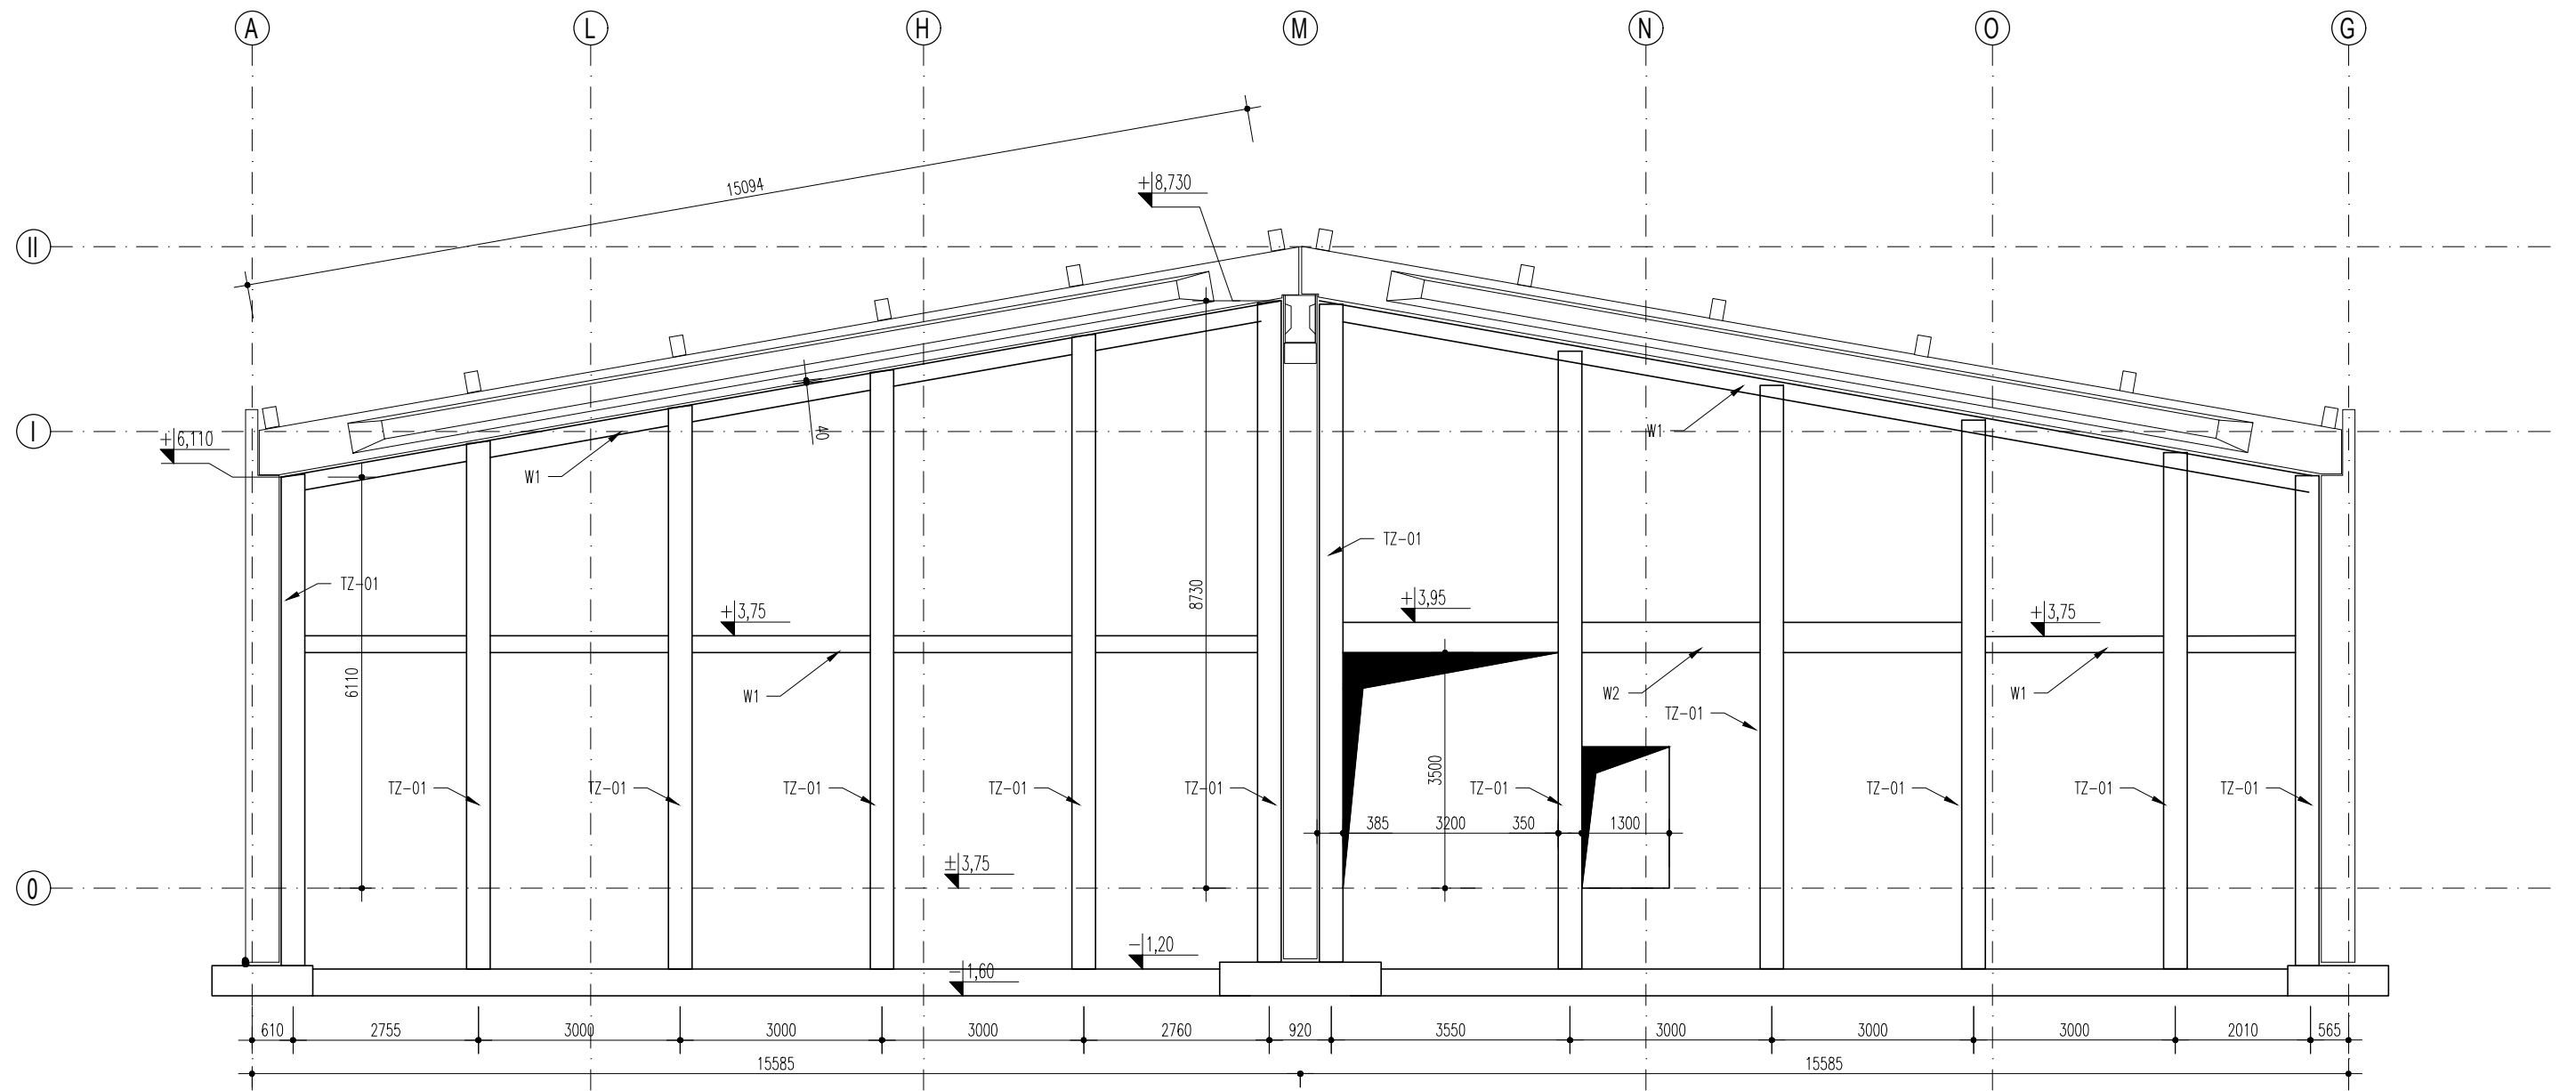 A L H M N O G
15094
+8,730
II
I
+6,110
40
W1
W1
TZ-01
TZ-01
8730
+3,75
+3,95
+3,75
6110
W1
W2
W1
TZ-01
3500
TZ-01 TZ-01 TZ-01 TZ-01 TZ-01 TZ-01 TZ-01 TZ-01 TZ-01
385 3200 350 1300
±3,75
0
-1,20
-1,60
610 2755 3000 3000 3000 2760 920 3550 3000 3000 3000 2010 565
15585 15585